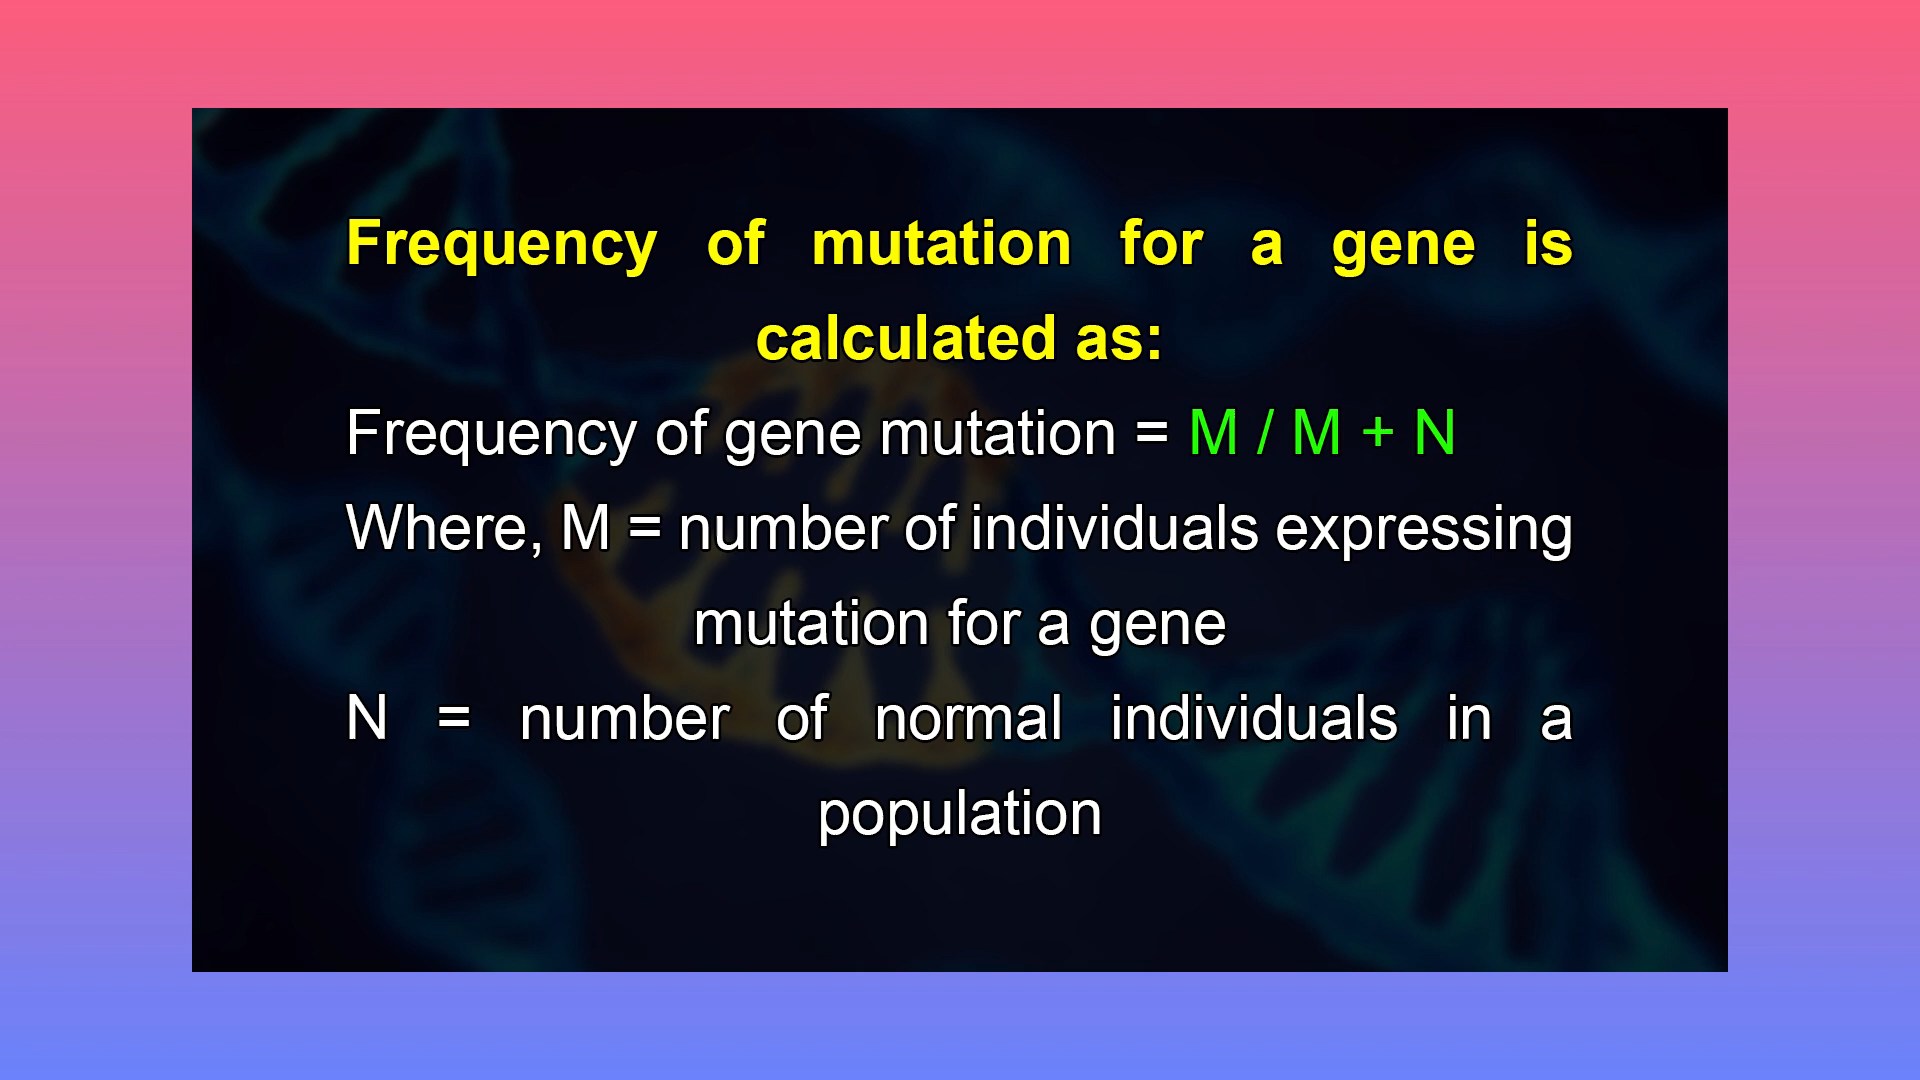 Frequency of mutation for a gene is
calculated as:
Frequency of gene mutation = M / M + N
Where, M = number of individuals expressing
mutation for a gene
N = number of normal individuals in a
population